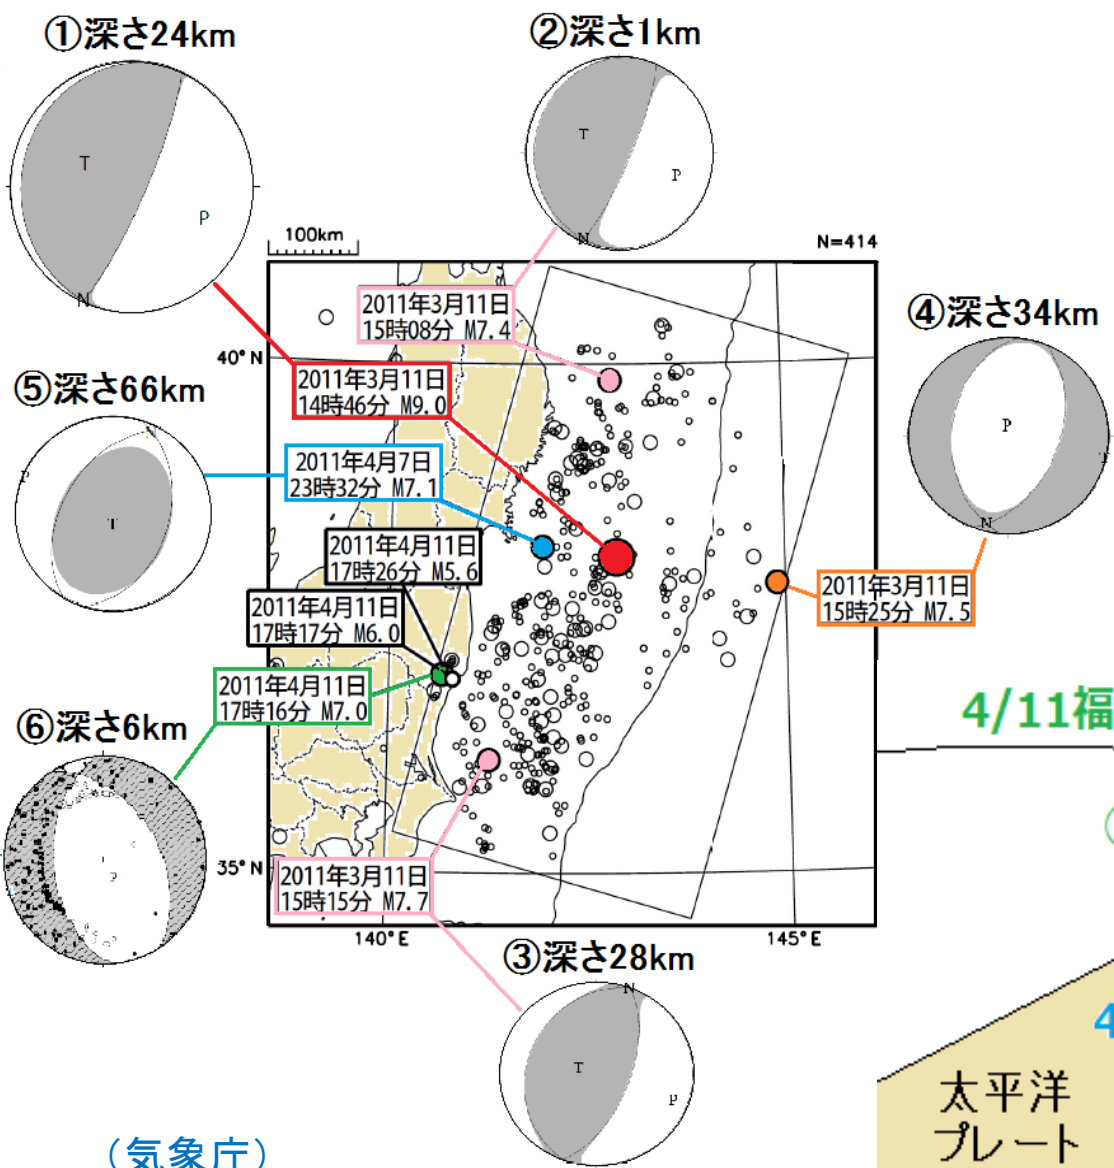 ①深さ24km
②深さ1km
100km
N=414
2011年3月11日
15時08分 M7.4
④深さ34km
40°N
2011年3月11日
14時46分 M9.0
⑤深さ66km
2011年4月7日
23時32分 M7.1
2011年4月11日
17時26分 M5.6
2011年3月11日
15時25分 M7.5
2011年4月11日
17時17分 M6.0
2011年4月11日
17時16分 M7.0
4/11福
⑥深さ6km
35°N
2011年3月11日
15時15分 M7.7
140°E
145°E
③深さ28km
4
太平洋
プレート
(気象庁)
T
P
N
T
P
N
P
T
N
P
N
T
P
T
N
P